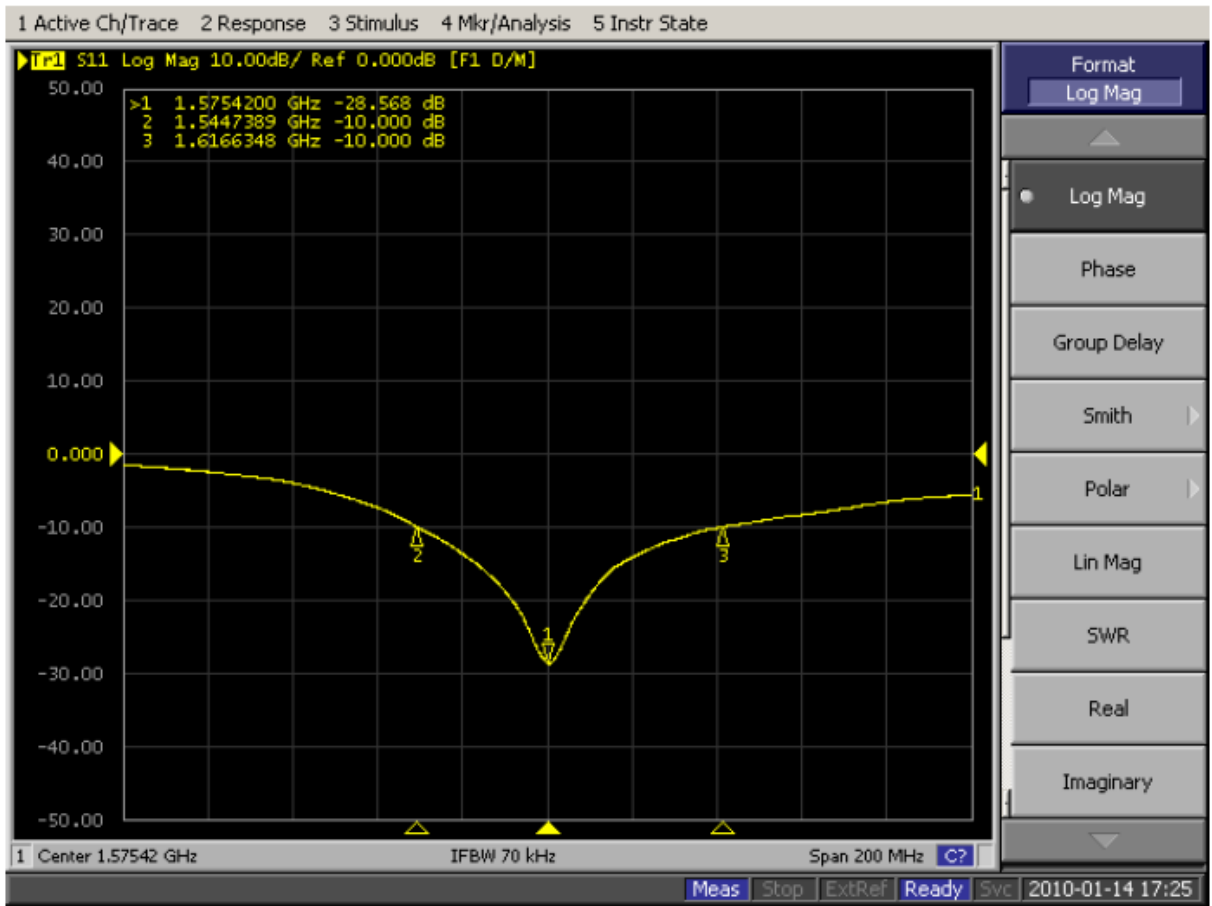 1 Active Ch/Trace 2 Response 3 Stimulus 4 Mkr/Analysis 5 Instr State
Tr1 S11 Log Mag 10.00dB/ Ref 0.000dB [F1 D/M]
50.00
>1 1.5754200 GHz -28.568 dB
2 1.5447389 GHz -10.000 dB
3 1.6166348 GHz -10.000 dB
40.00
30.00
20.00
10.00
0.000
-10.00
-20.00
-30.00
-40.00
-50.00
1
2
3
1
1 Center 1.57542 GHz IFBW 70 kHz Span 200 MHz C?
Format
Log Mag
Log Mag
Phase
Group Delay
Smith
Polar
Lin Mag
SWR
Real
Imaginary
Meas Stop ExtRef Ready Svc 2010-01-14 17:25